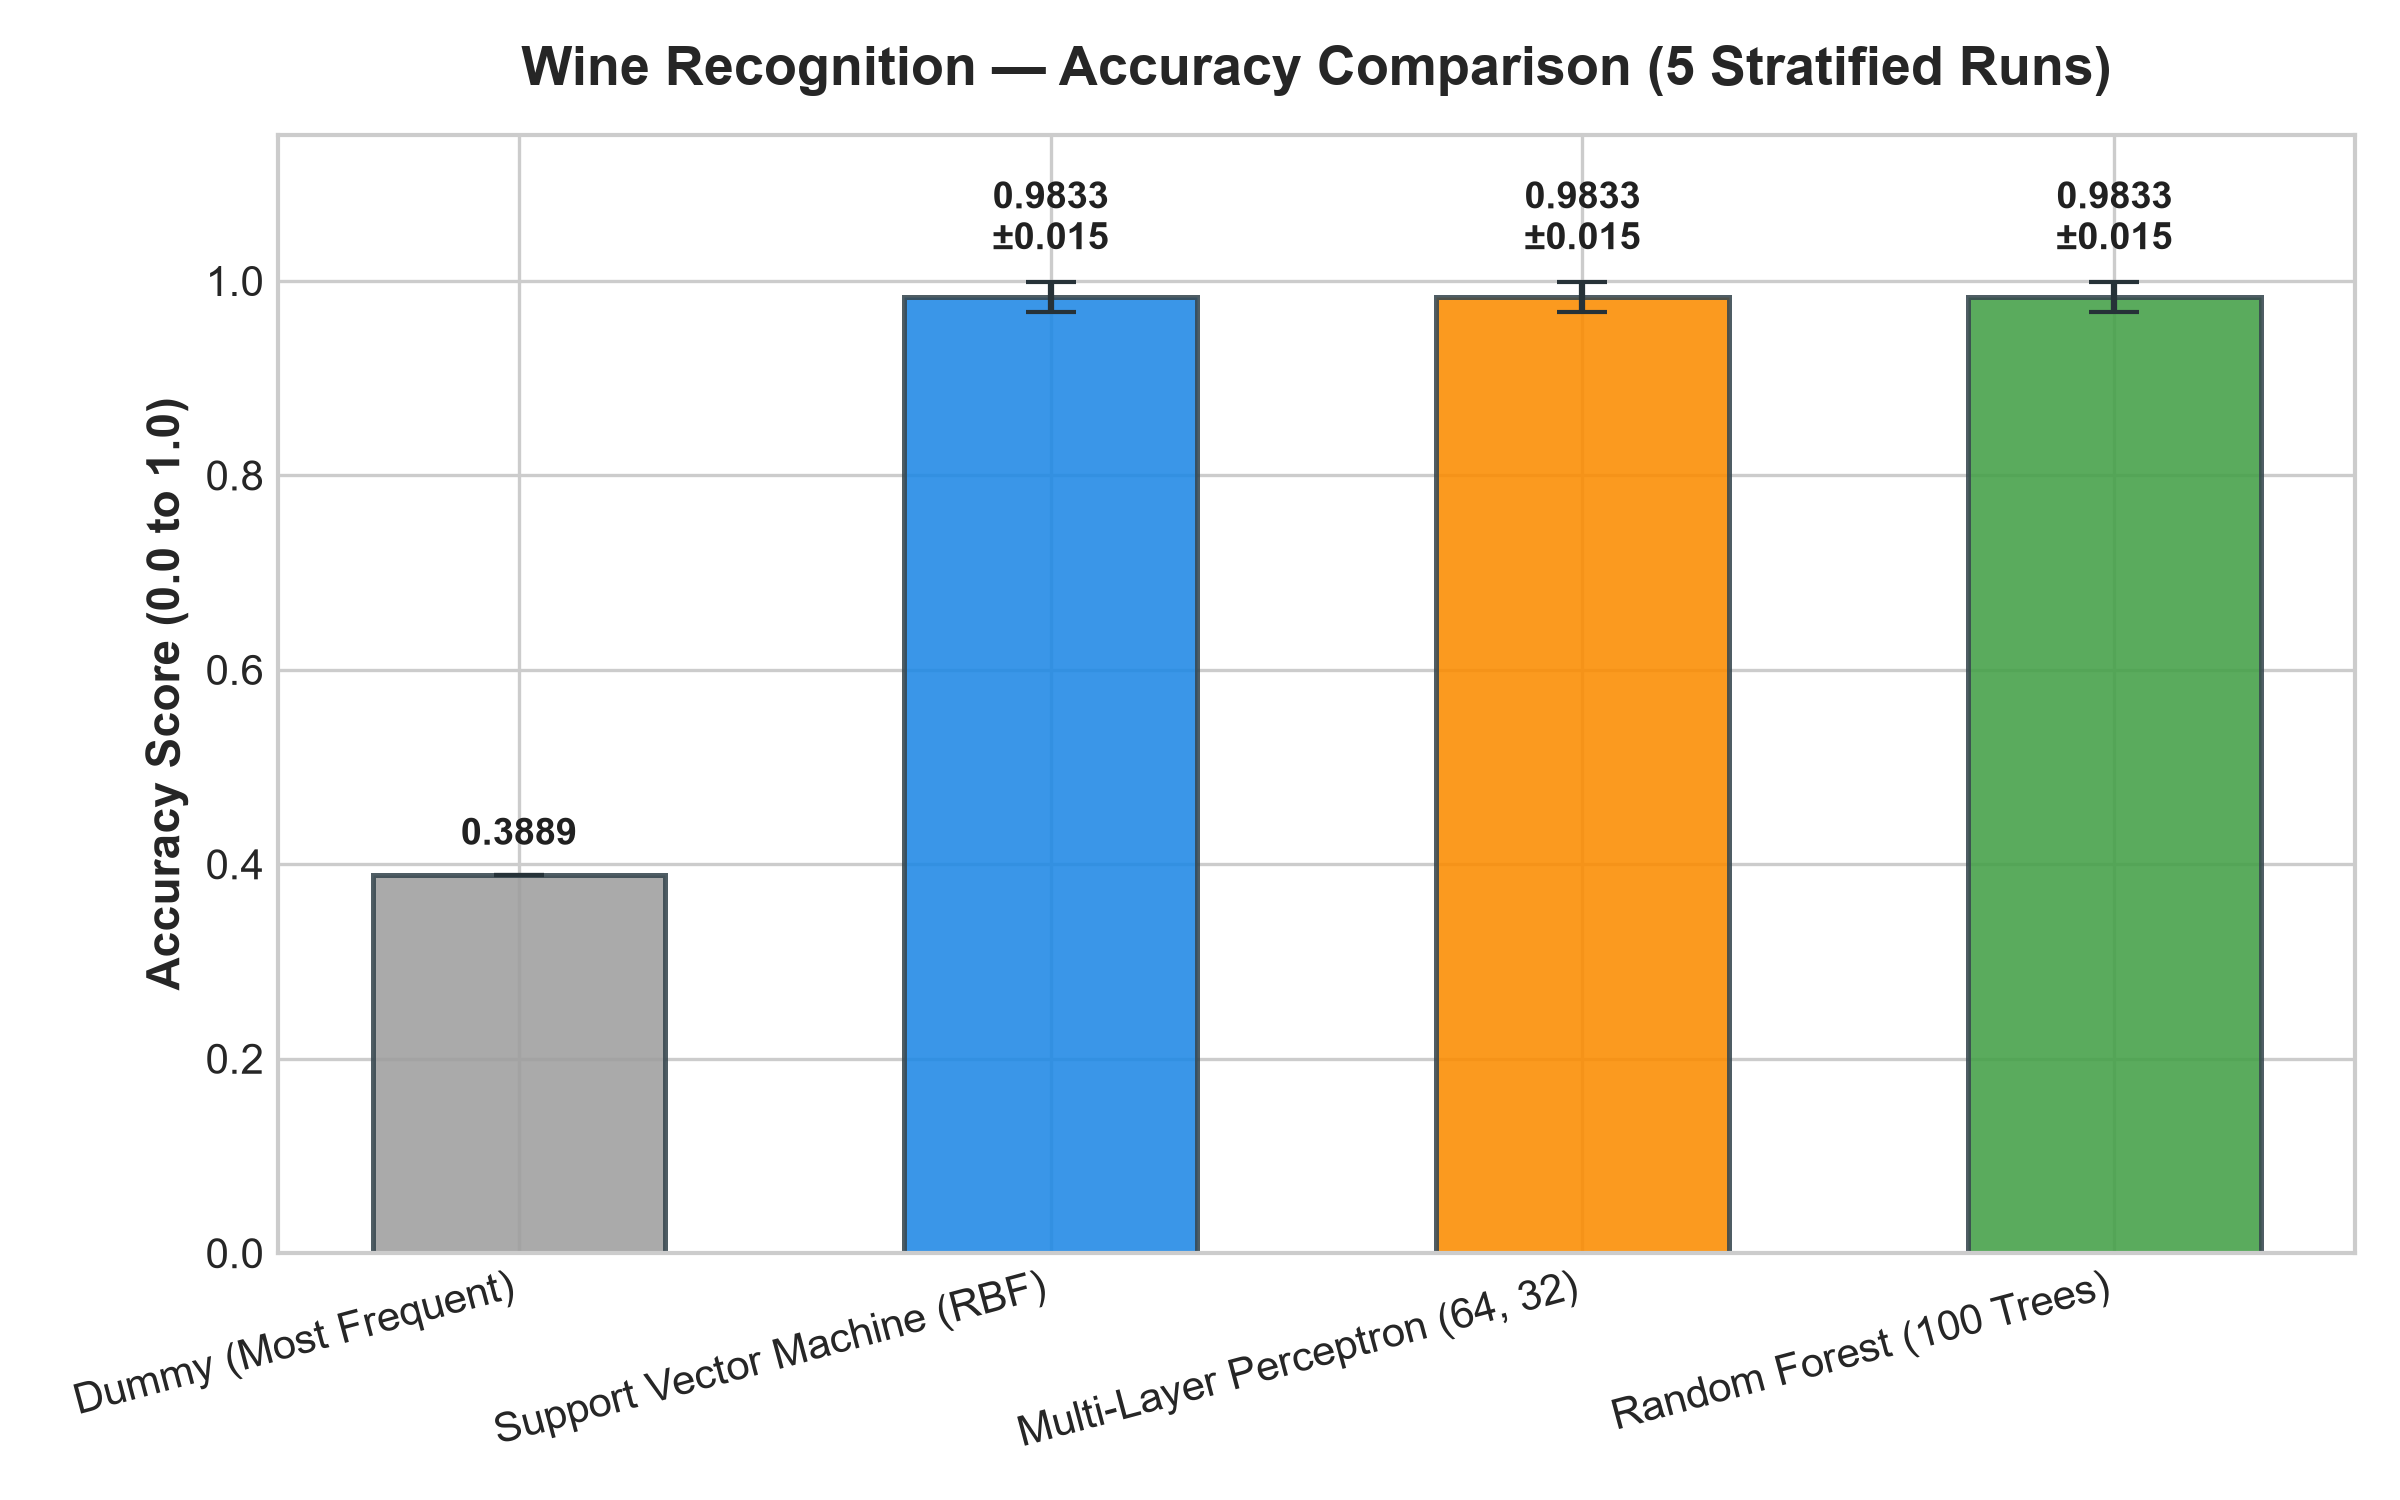 Wine Recognition — Accuracy Comparison (5 Stratified Runs)
Accuracy Score (0.0 to 1.0)
1.0
0.8
0.6
0.4
0.2
0.0
0.3889
0.9833
±0.015
0.9833
±0.015
0.9833
±0.015
Dummy (Most Frequent)
Support Vector Machine (RBF)
Multi-Layer Perceptron (64, 32)
Random Forest (100 Trees)